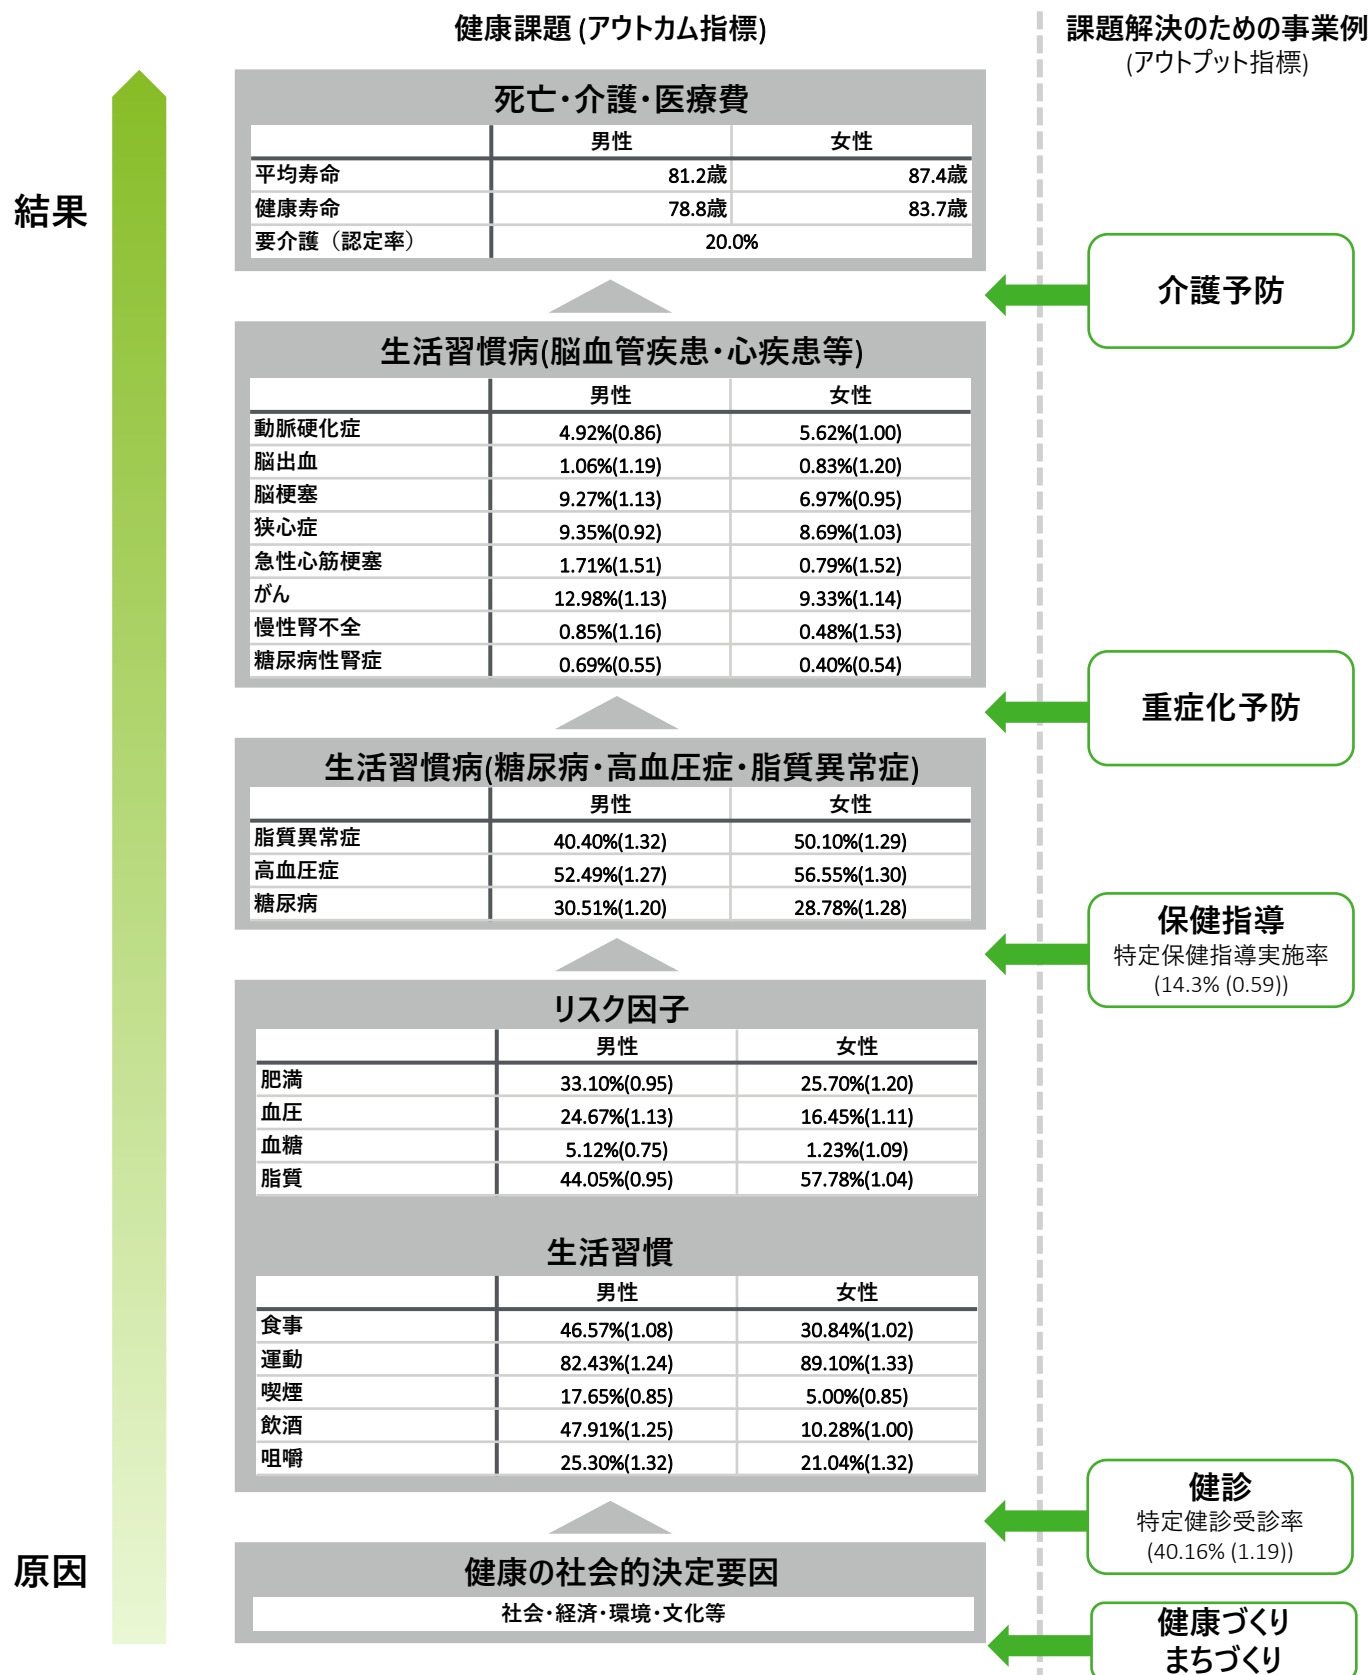 健康課題 (アウトカム指標)
課題解決のための事業例
(アウトプット指標)
結果
死亡・介護・医療費
男性 女性
平均寿命 81.2歳 87.4歳
健康寿命 78.8歳 83.7歳
要介護（認定率） 20.0%
介護予防
生活習慣病(脳血管疾患・心疾患等)
男性 女性
動脈硬化症 4.92%(0.86) 5.62%(1.00)
脳出血 1.06%(1.19) 0.83%(1.20)
脳梗塞 9.27%(1.13) 6.97%(0.95)
狭心症 9.35%(0.92) 8.69%(1.03)
急性心筋梗塞 1.71%(1.51) 0.79%(1.52)
がん 12.98%(1.13) 9.33%(1.14)
慢性腎不全 0.85%(1.16) 0.48%(1.53)
糖尿病性腎症 0.69%(0.55) 0.40%(0.54)
重症化予防
生活習慣病(糖尿病・高血圧症・脂質異常症)
男性 女性
脂質異常症 40.40%(1.32) 50.10%(1.29)
高血圧症 52.49%(1.27) 56.55%(1.30)
糖尿病 30.51%(1.20) 28.78%(1.28)
保健指導
特定保健指導実施率
(14.3% (0.59))
リスク因子
男性 女性
肥満 33.10%(0.95) 25.70%(1.20)
血圧 24.67%(1.13) 16.45%(1.11)
血糖 5.12%(0.75) 1.23%(1.09)
脂質 44.05%(0.95) 57.78%(1.04)
生活習慣
男性 女性
食事 46.57%(1.08) 30.84%(1.02)
運動 82.43%(1.24) 89.10%(1.33)
喫煙 17.65%(0.85) 5.00%(0.85)
飲酒 47.91%(1.25) 10.28%(1.00)
咀嚼 25.30%(1.32) 21.04%(1.32)
健診
特定健診受診率
(40.16% (1.19))
原因
健康の社会的決定要因
社会・経済・環境・文化等
健康づくり
まちづくり